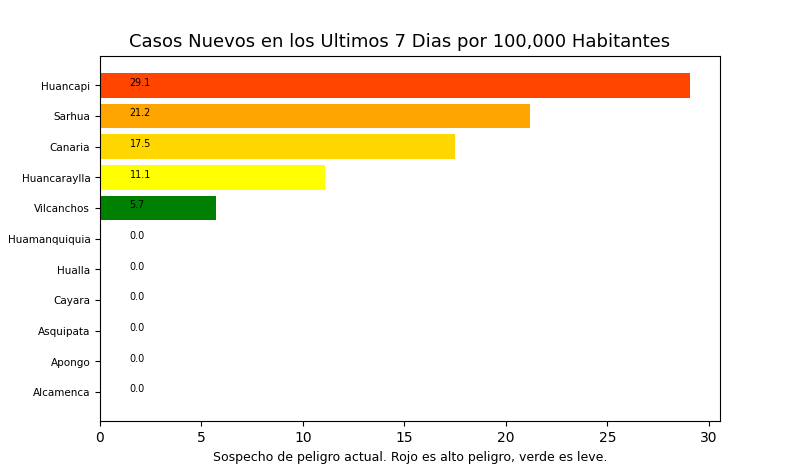 Casos Nuevos en los Ultimos 7 Dias por 100,000 Habitantes
Huancapi 29.1
Sarhua 21.2
Canaria 17.5
Huancaraylla 11.1
Vilcanchos 5.7
Huamanquiquia 0.0
Hualla 0.0
Cayara 0.0
Asquipata 0.0
Apongo 0.0
Alcamenca 0.0
0 5 10 15 20 25 30
Sospecho de peligro actual. Rojo es alto peligro, verde es leve.